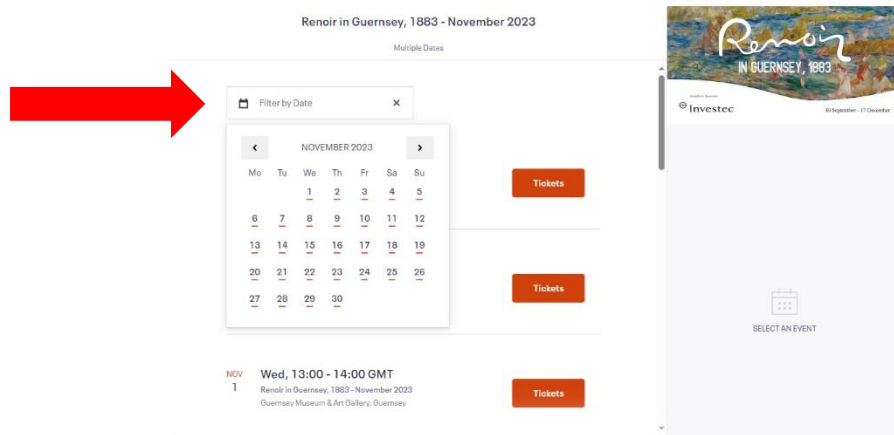 Renoir in Guernsey, 1883 - November 2023
Multiple Dates
Filter by Date
NOVEMBER 2023
Mo Tu We Th Fr Sa Su
1 2 3 4 5
6 7 8 9 10 11 12
13 14 15 16 17 18 19
20 21 22 23 24 25 26
27 28 29 30
Tickets
Tickets
NOV
1
Wed, 13:00 - 14:00 GMT
Renoir in Guernsey, 1883 - November 2023
Guernsey Museum & Art Gallery, Guernsey
Tickets
Renoir
IN GUERNSEY, 1883
Investec
30 September - 17 December
SELECT AN EVENT